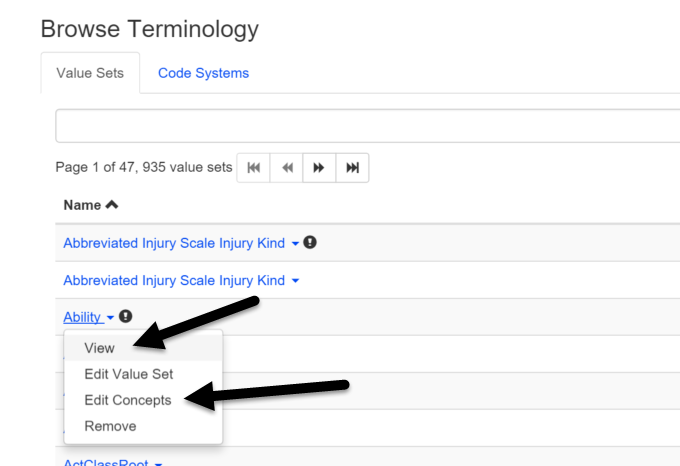 Browse Terminology
Value Sets Code Systems
Page 1 of 47, 935 value sets
Name
Abbreviated Injury Scale Injury Kind
Abbreviated Injury Scale Injury Kind
Ability
View
Edit Value Set
Edit Concepts
Remove
ActClassRoot